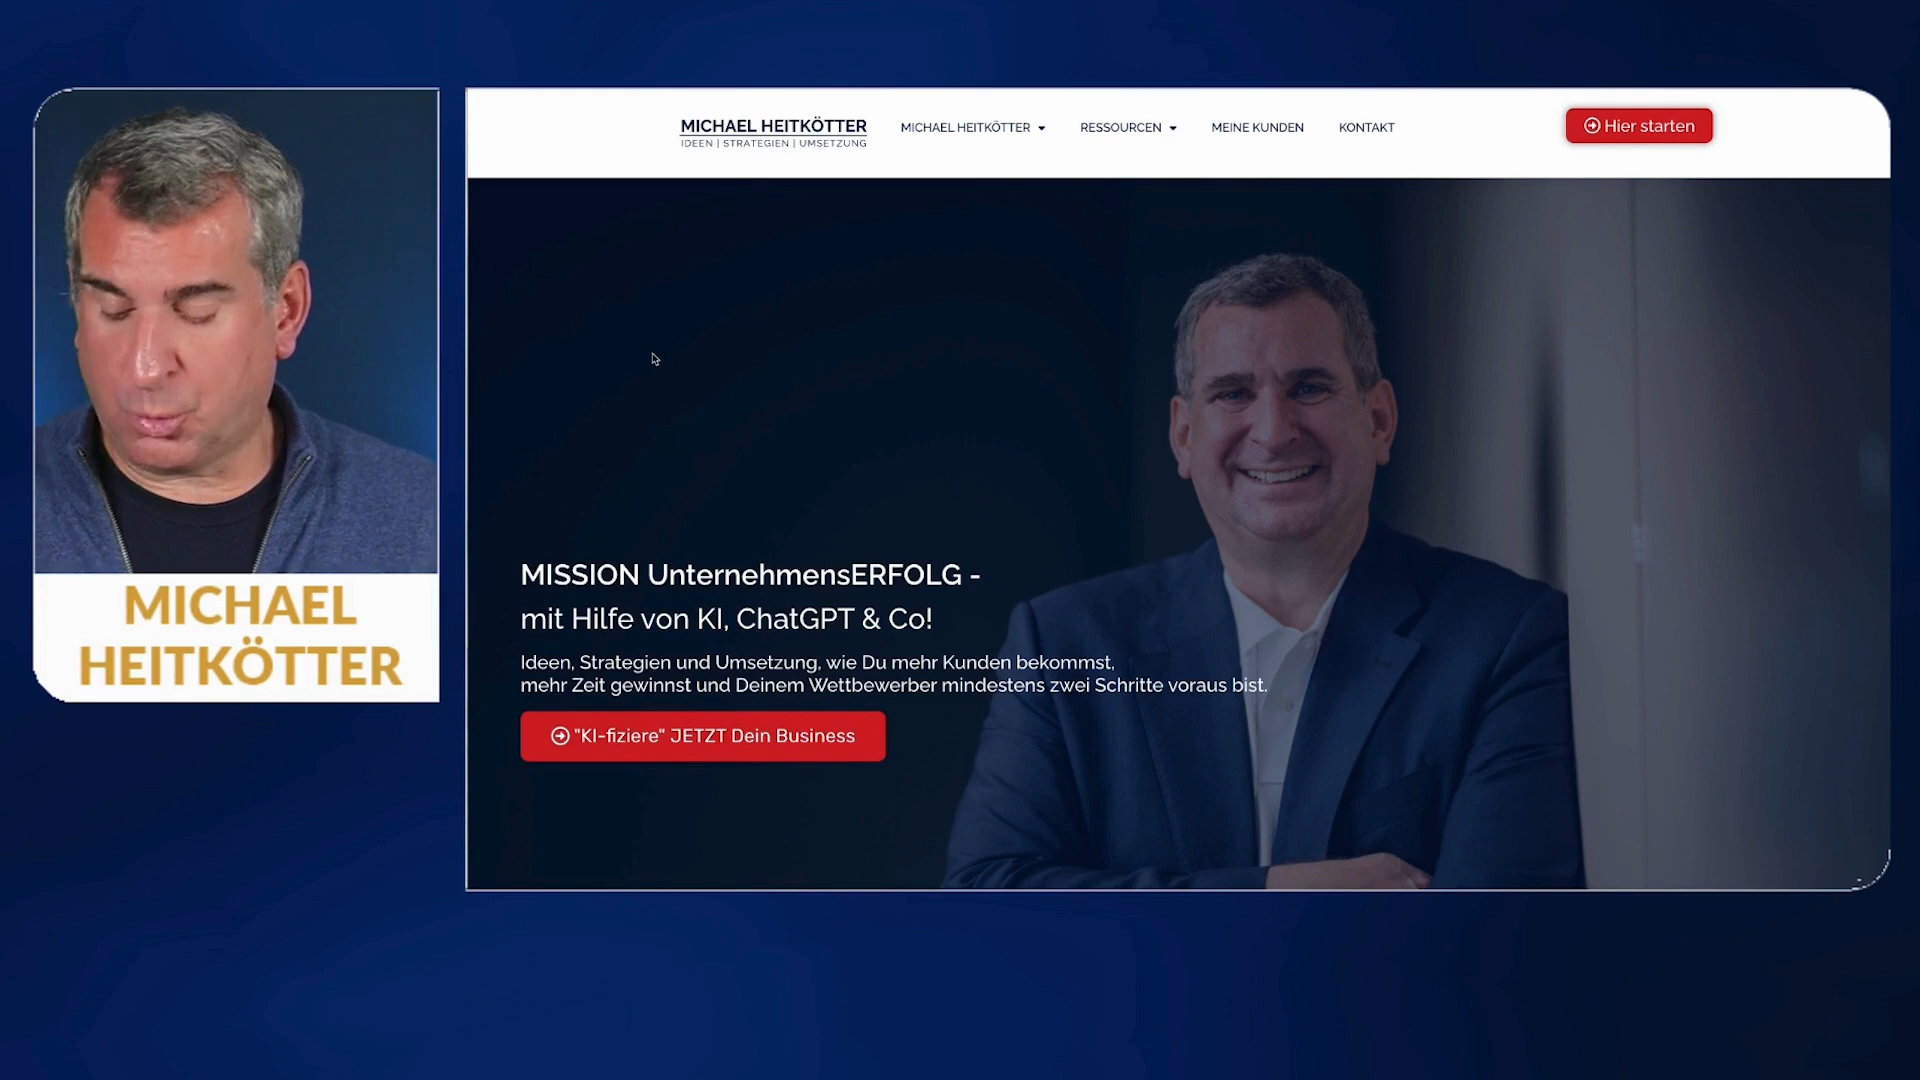 MICHAEL HEITKÖTTER
IDEEN | STRATEGIEN | UMSETZUNG
MICHAEL HEITKÖTTER
RESSOURCEN
MEINE KUNDEN
KONTAKT
Hier starten
MICHAEL
HEITKÖTTER
MISSION UnternehmensERFOLG -
mit Hilfe von KI, ChatGPT & Co!
Ideen, Strategien und Umsetzung, wie Du mehr Kunden bekommst,
mehr Zeit gewinnst und Deinem Wettbewerber mindestens zwei Schritte voraus bist.
"KI-fiziere" JETZT Dein Business